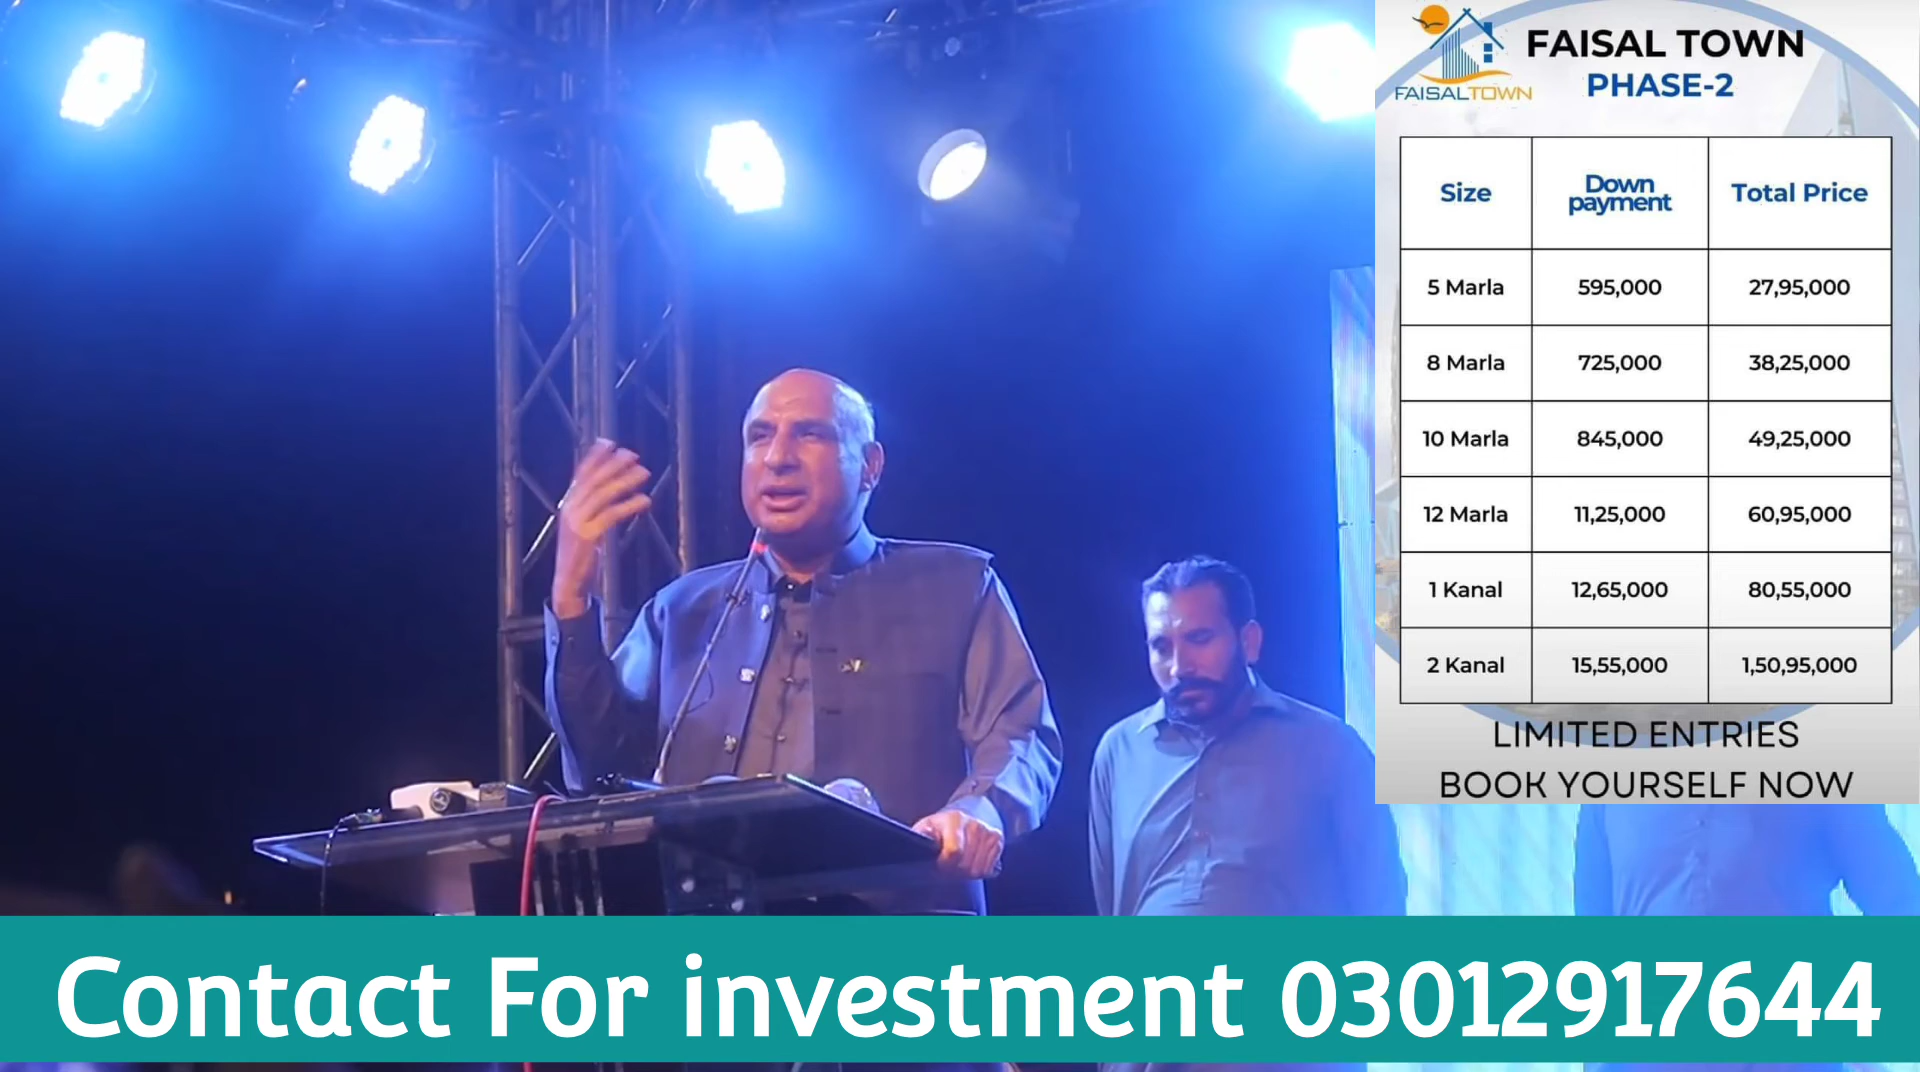 FAISALTOWN
FAISAL TOWN
PHASE-2
Size Down payment Total Price
5 Marla 595,000 27,95,000
8 Marla 725,000 38,25,000
10 Marla 845,000 49,25,000
12 Marla 11,25,000 60,95,000
1 Kanal 12,65,000 80,55,000
2 Kanal 15,55,000 1,50,95,000
LIMITED ENTRIES
BOOK YOURSELF NOW
Contact For investment 03012917644